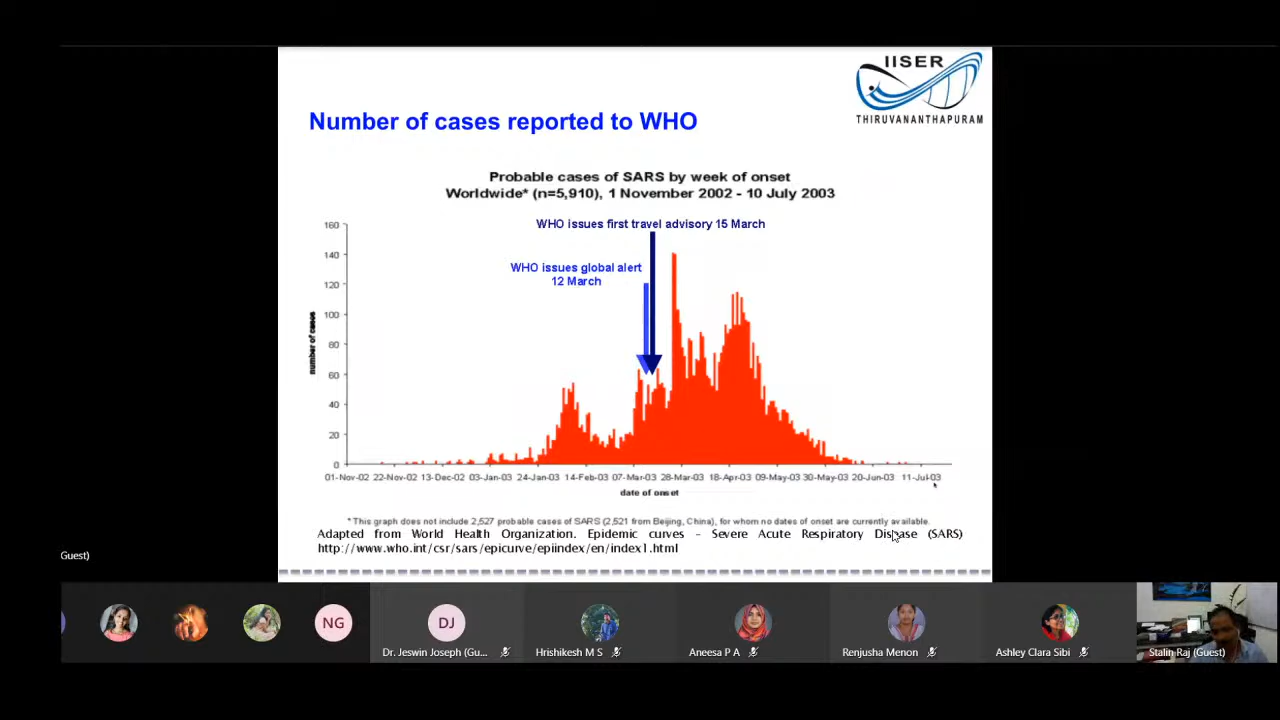 IISER
THIRUVANANTHAPURAM
Number of cases reported to WHO
Probable cases of SARS by week of onset
Worldwide* (n=5,910), 1 November 2002 - 10 July 2003
WHO issues first travel advisory 15 March
WHO issues global alert
12 March
160
140
120
100
80
60
40
20
0
number of cases
01-Nov-02 22-Nov-02 13-Dec-02 03-Jan-03 24-Jan-03 14-Feb-03 07-Mar-03 28-Mar-03 18-Apr-03 09-May-03 30-May-03 20-Jun-03 11-Jul-03
date of onset
* This graph does not include 2,527 probable cases of SARS (2,521 from Beijing, China), for whom no dates of onset are currently available.
Adapted from World Health Organization. Epidemic curves - Severe Acute Respiratory Disease (SARS)
http://www.who.int/csr/sars/epicurve/epiindex/en/index1.html
Guest)
NG
DJ
Dr. Jeswin Joseph (Gu...
Hrishikesh M S
Aneesa P A
Renjusha Menon
Ashley Clara Sibi
Stalin Raj (Guest)